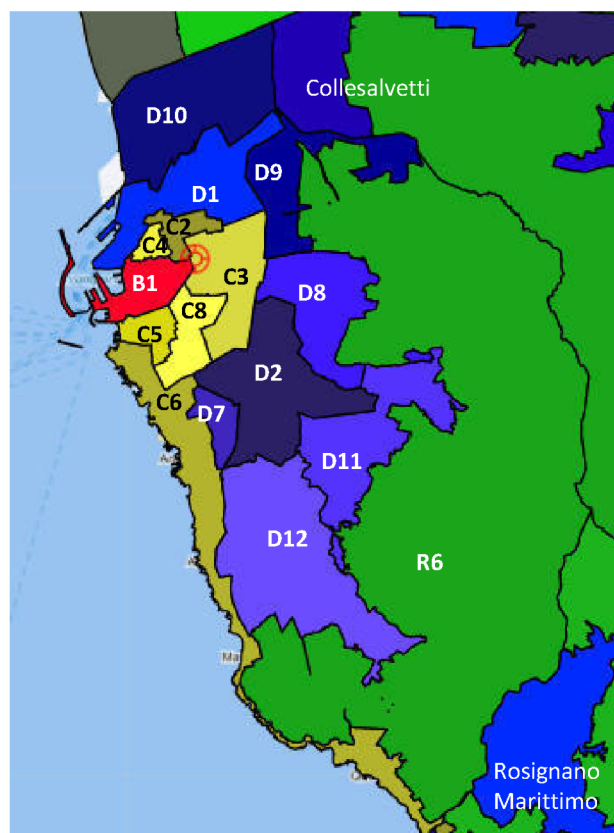 Collesalvetti
D10
D9
D1
C2
C4
C3
B1
D8
C8
C5
D2
C6
D7
D11
D12
R6
Rosignano
Marittimo